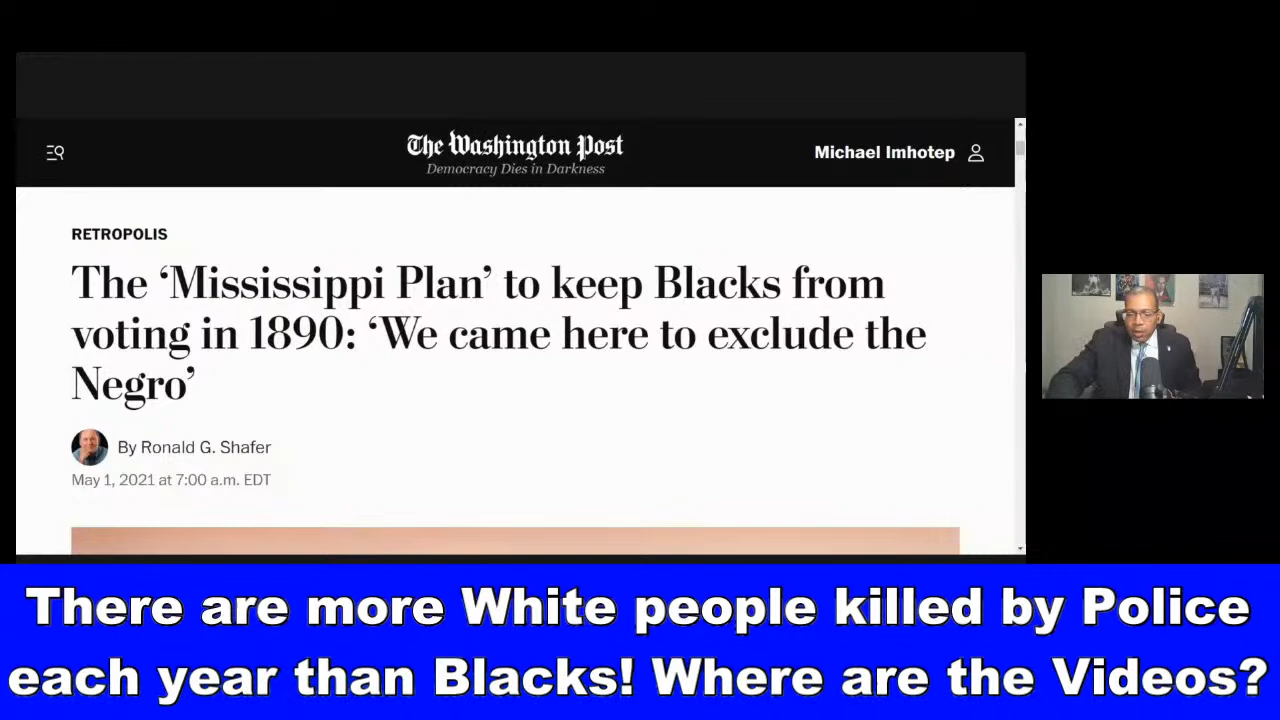 The Washington Post
Democracy Dies in Darkness
Michael Imhotep
RETROPOLIS
The ‘Mississippi Plan’ to keep Blacks from
voting in 1890: ‘We came here to exclude the
Negro’
By Ronald G. Shafer
May 1, 2021 at 7:00 a.m. EDT
There are more White people killed by Police
each year than Blacks! Where are the Videos?